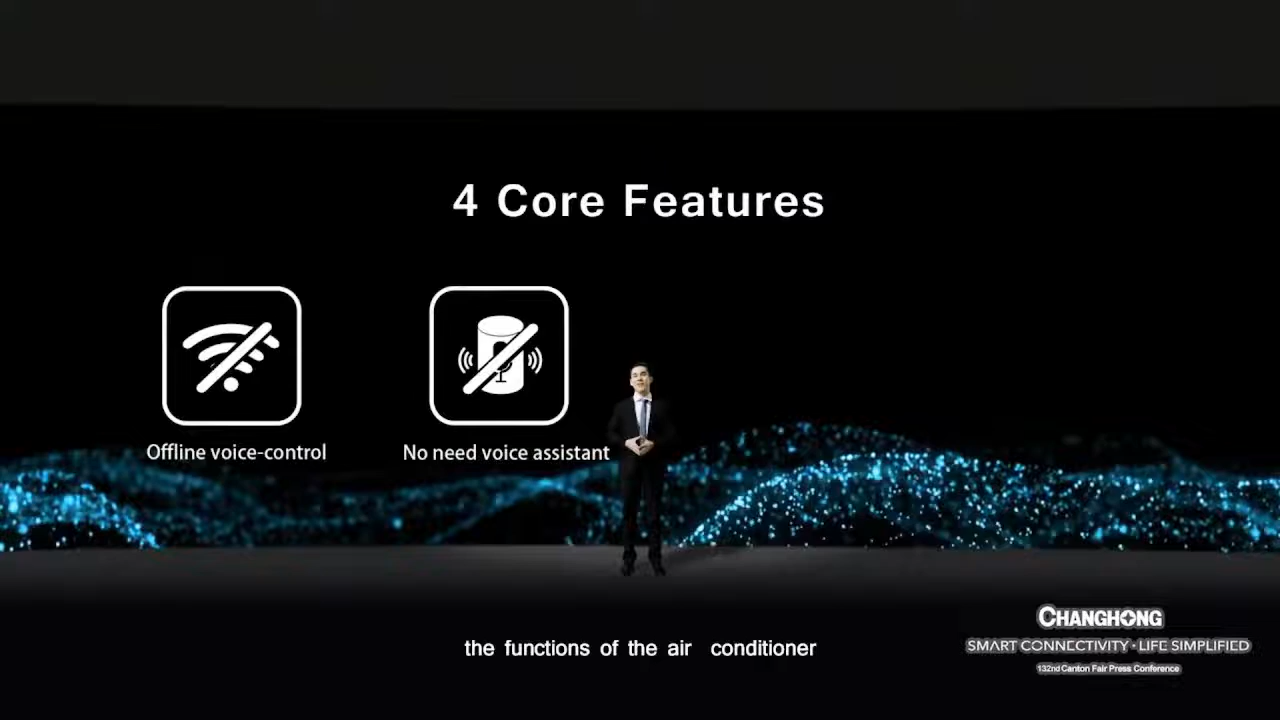 4 Core Features
Offline voice-control
No need voice assistant
the functions of the air conditioner
CHANGHONG
SMART CONNECTIVITY · LIFE SIMPLIFIED
132nd Canton Fair Press Conference